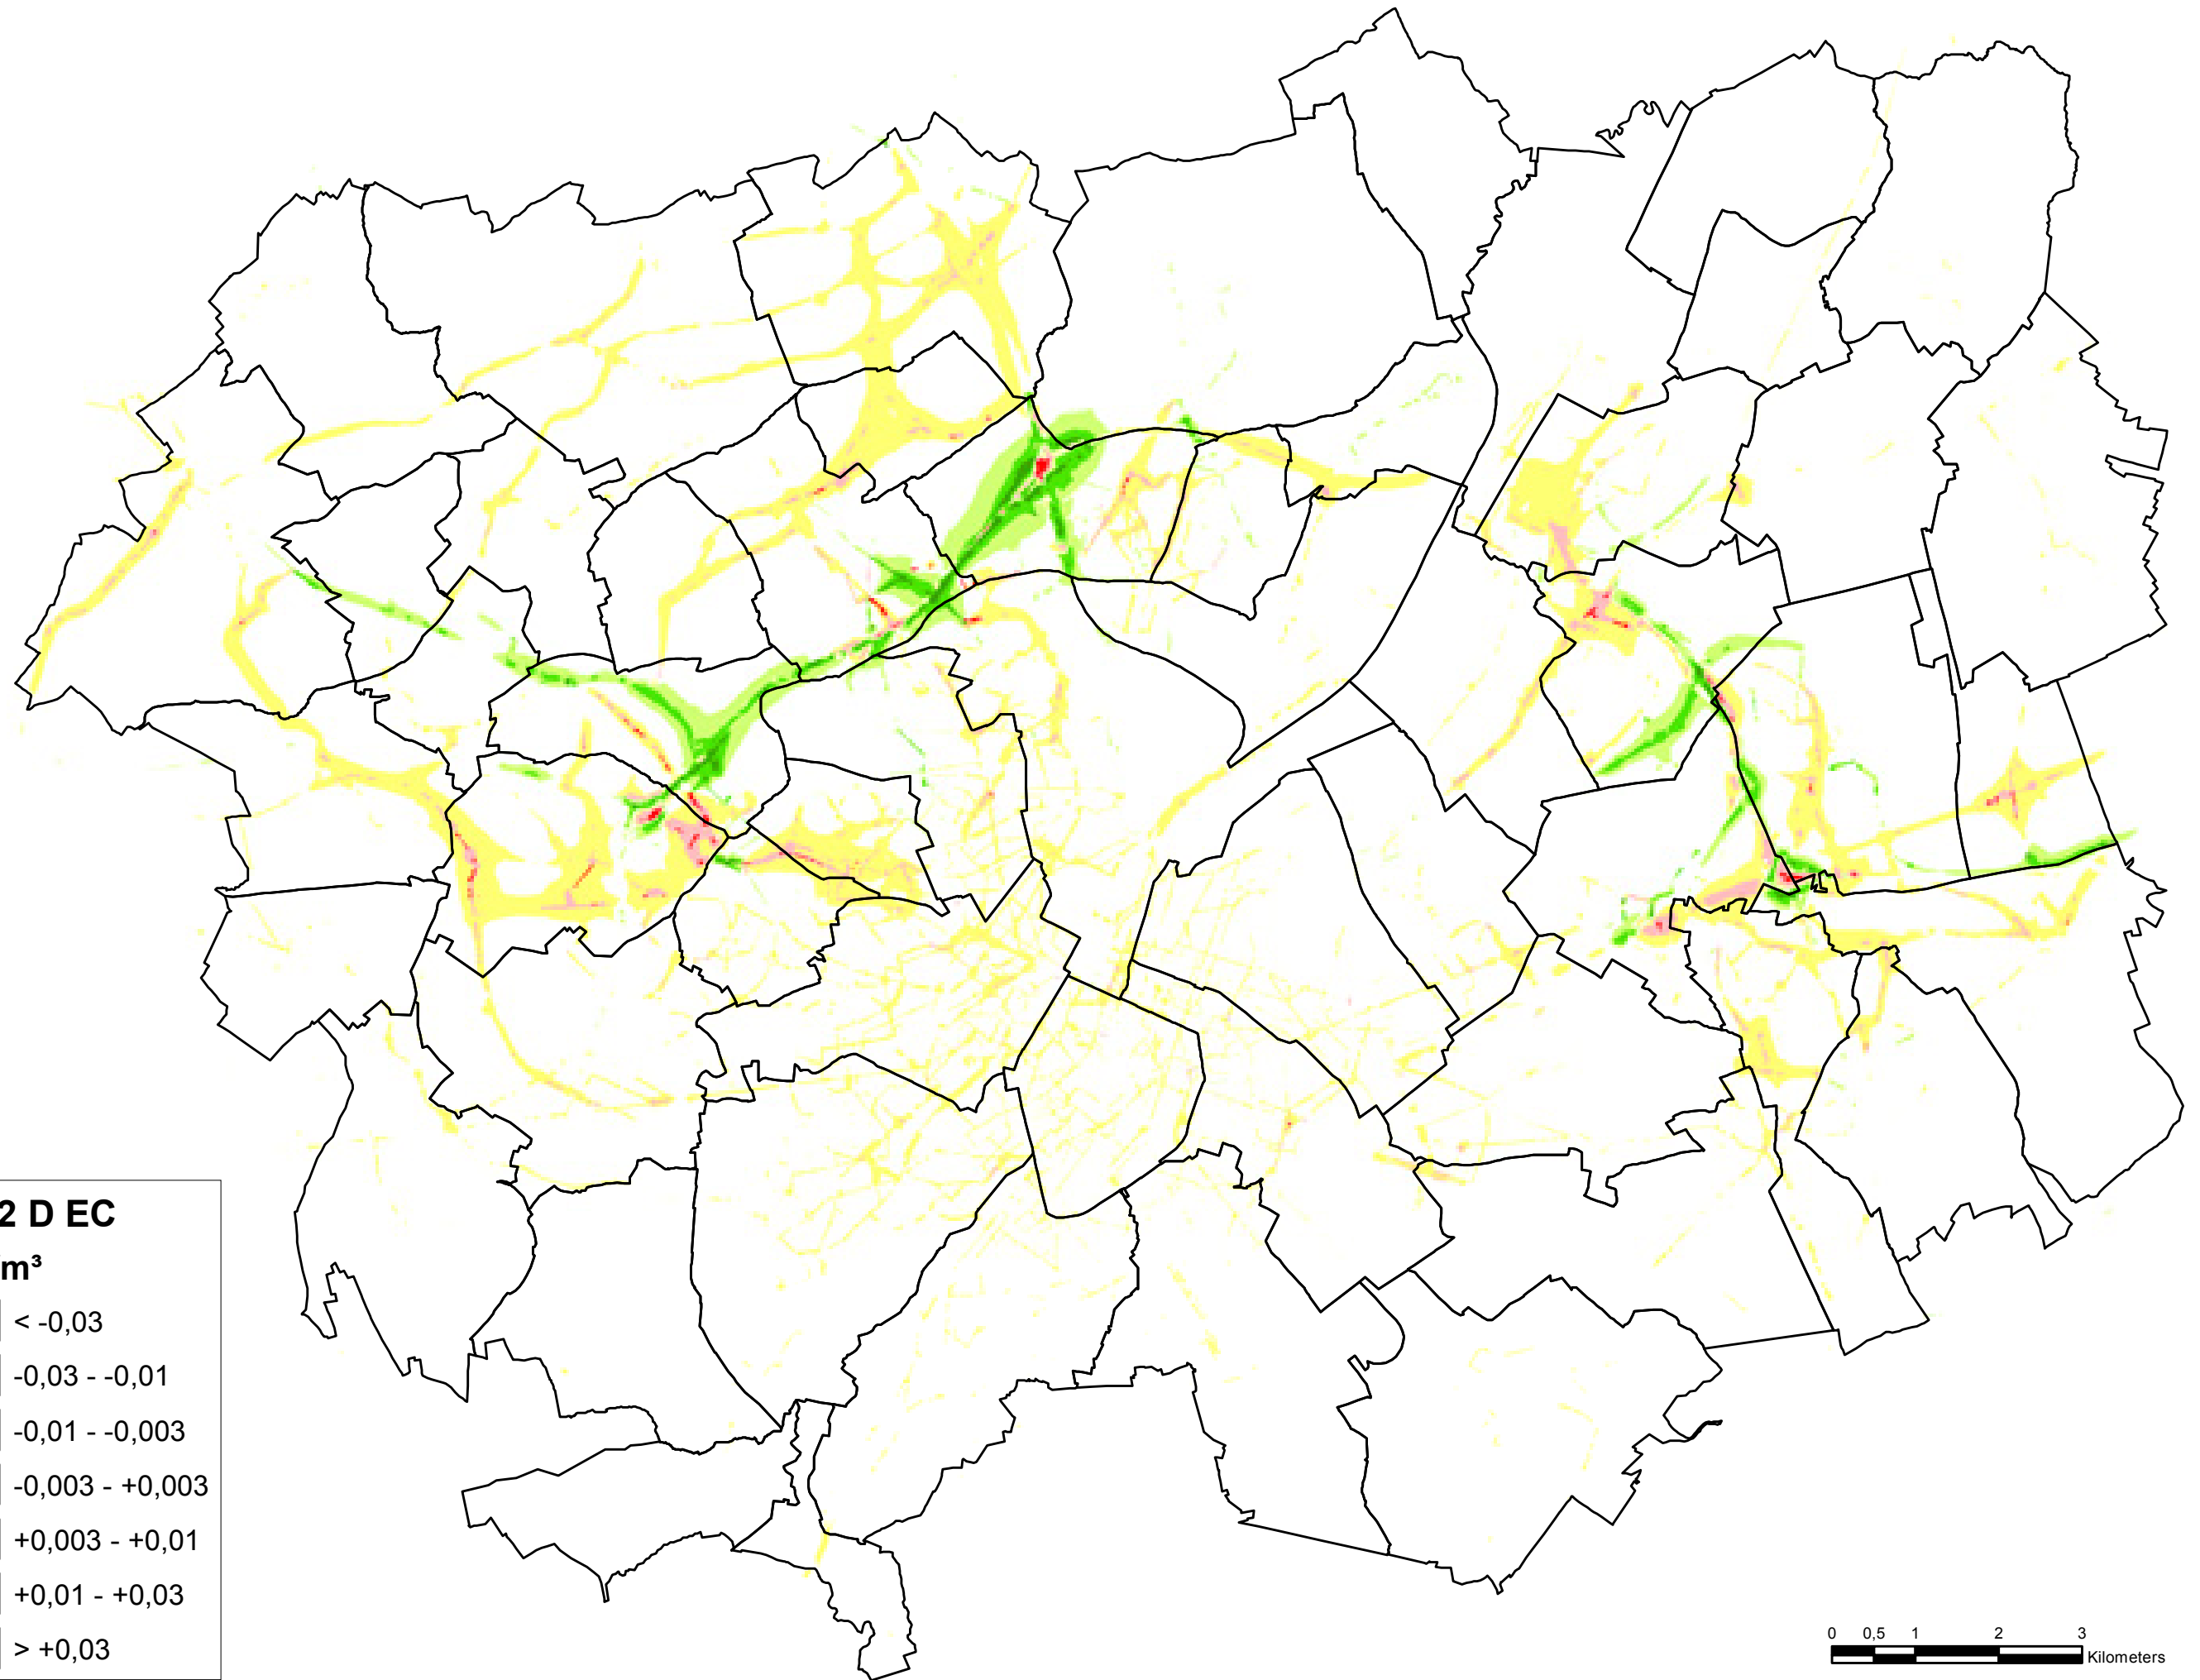 2 D EC
m³
< -0,03
-0,03 - -0,01
-0,01 - -0,003
-0,003 - +0,003
+0,003 - +0,01
+0,01 - +0,03
> +0,03
0 0,5 1 2 3
Kilometers